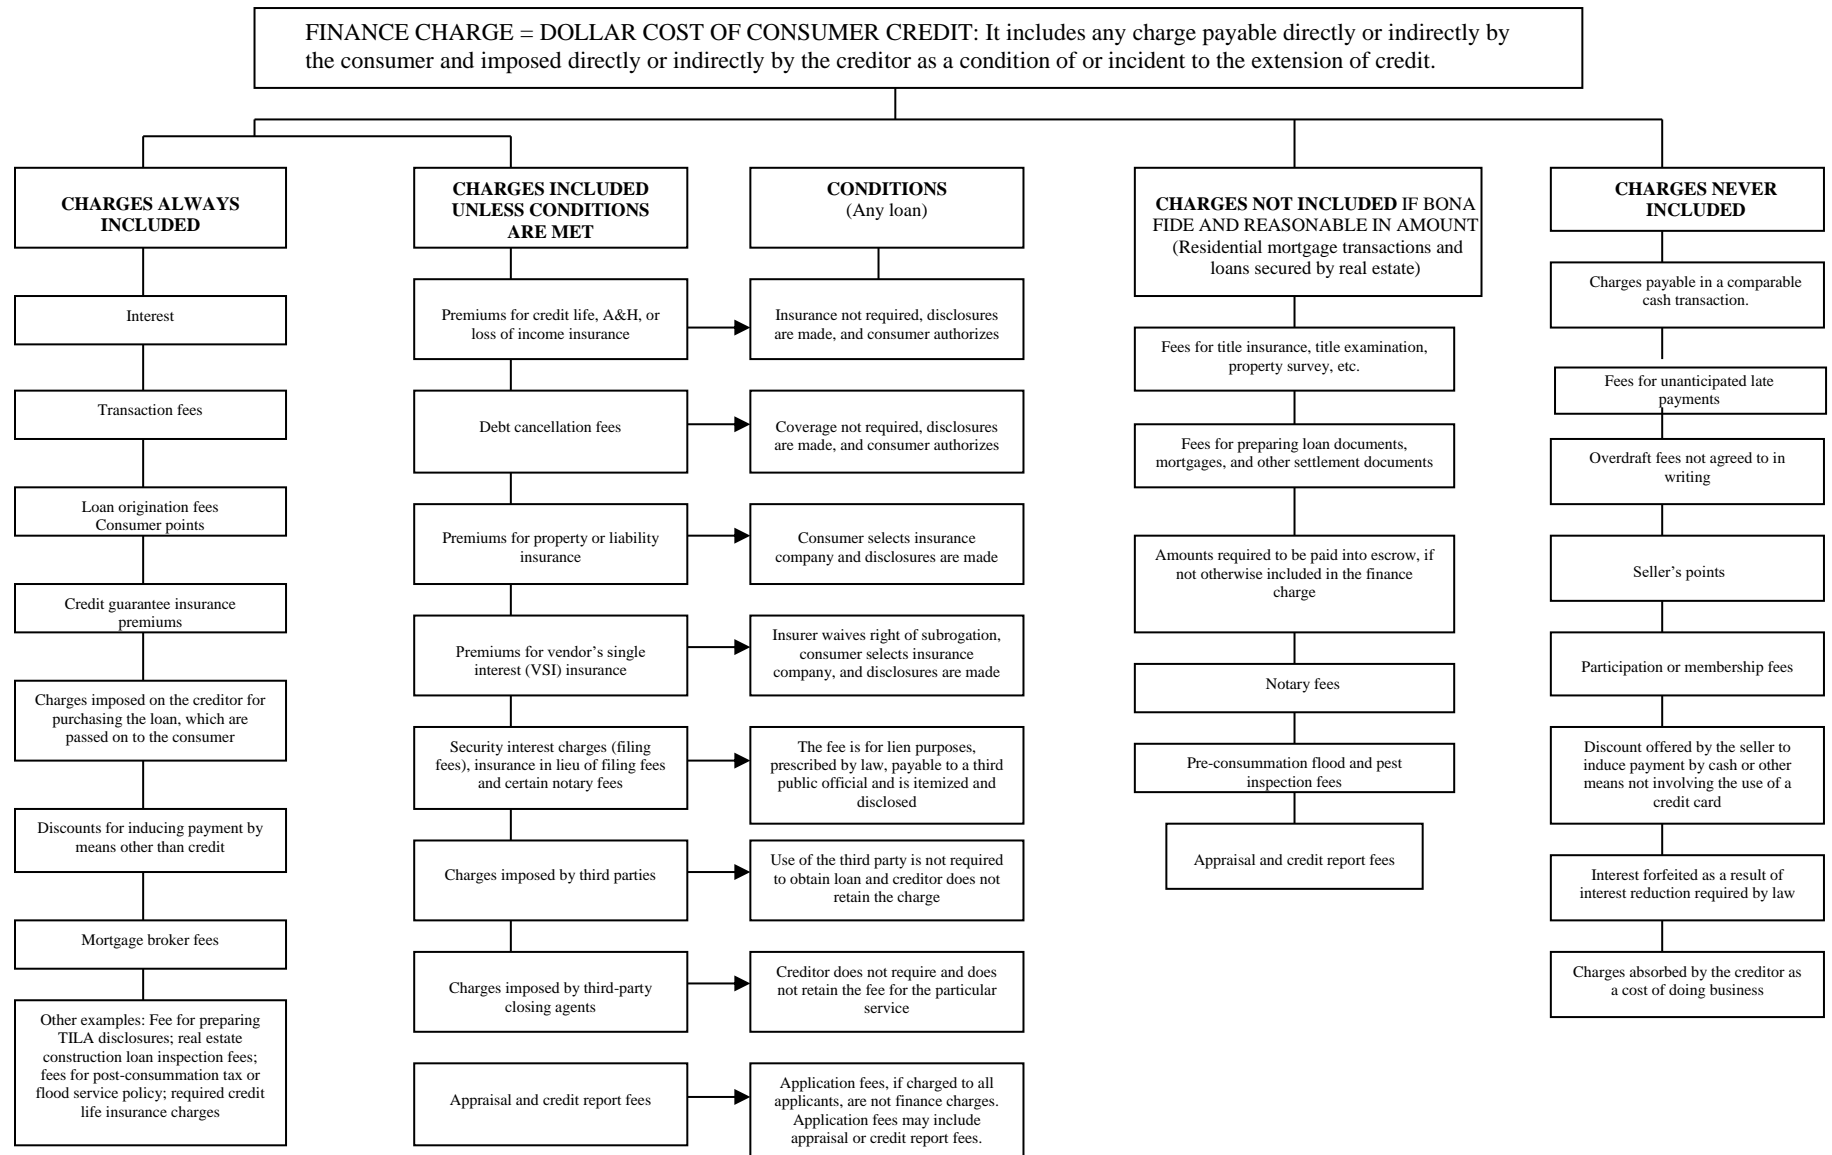 FINANCE CHARGE = DOLLAR COST OF CONSUMER CREDIT: It includes any charge payable directly or indirectly by
the consumer and imposed directly or indirectly by the creditor as a condition of or incident to the extension of credit.
CHARGES ALWAYS
INCLUDED
Interest
Transaction fees
Loan origination fees
Consumer points
Credit guarantee insurance
premiums
Charges imposed on the creditor for
purchasing the loan, which are
passed on to the consumer
Discounts for inducing payment by
means other than credit
Mortgage broker fees
Other examples: Fee for preparing
TILA disclosures; real estate
construction loan inspection fees;
fees for post-consummation tax or
flood service policy; required credit
life insurance charges
CHARGES INCLUDED
UNLESS CONDITIONS
ARE MET
CONDITIONS
(Any loan)
Premiums for credit life, A&H, or
loss of income insurance
Insurance not required, disclosures
are made, and consumer authorizes
Debt cancellation fees
Coverage not required, disclosures
are made, and consumer authorizes
Premiums for property or liability
insurance
Consumer selects insurance
company and disclosures are made
Premiums for vendor's single
interest (VSI) insurance
Insurer waives right of subrogation,
consumer selects insurance
company, and disclosures are made
Security interest charges (filing
fees), insurance in lieu of filing fees
and certain notary fees
The fee is for lien purposes,
prescribed by law, payable to a third
public official and is itemized and
disclosed
Charges imposed by third parties
Use of the third party is not required
to obtain loan and creditor does not
retain the charge
Charges imposed by third-party
closing agents
Creditor does not require and does
not retain the fee for the particular
service
Appraisal and credit report fees
Application fees, if charged to all
applicants, are not finance charges.
Application fees may include
appraisal or credit report fees.
CHARGES NOT INCLUDED IF BONA
FIDE AND REASONABLE IN AMOUNT
(Residential mortgage transactions and
loans secured by real estate)
Fees for title insurance, title examination,
property survey, etc.
Fees for preparing loan documents,
mortgages, and other settlement documents
Amounts required to be paid into escrow, if
not otherwise included in the finance
charge
Notary fees
Pre-consummation flood and pest
inspection fees
Appraisal and credit report fees
CHARGES NEVER
INCLUDED
Charges payable in a comparable
cash transaction.
Fees for unanticipated late
payments
Overdraft fees not agreed to in
writing
Seller's points
Participation or membership fees
Discount offered by the seller to
induce payment by cash or other
means not involving the use of a
credit card
Interest forfeited as a result of
interest reduction required by law
Charges absorbed by the creditor as
a cost of doing business